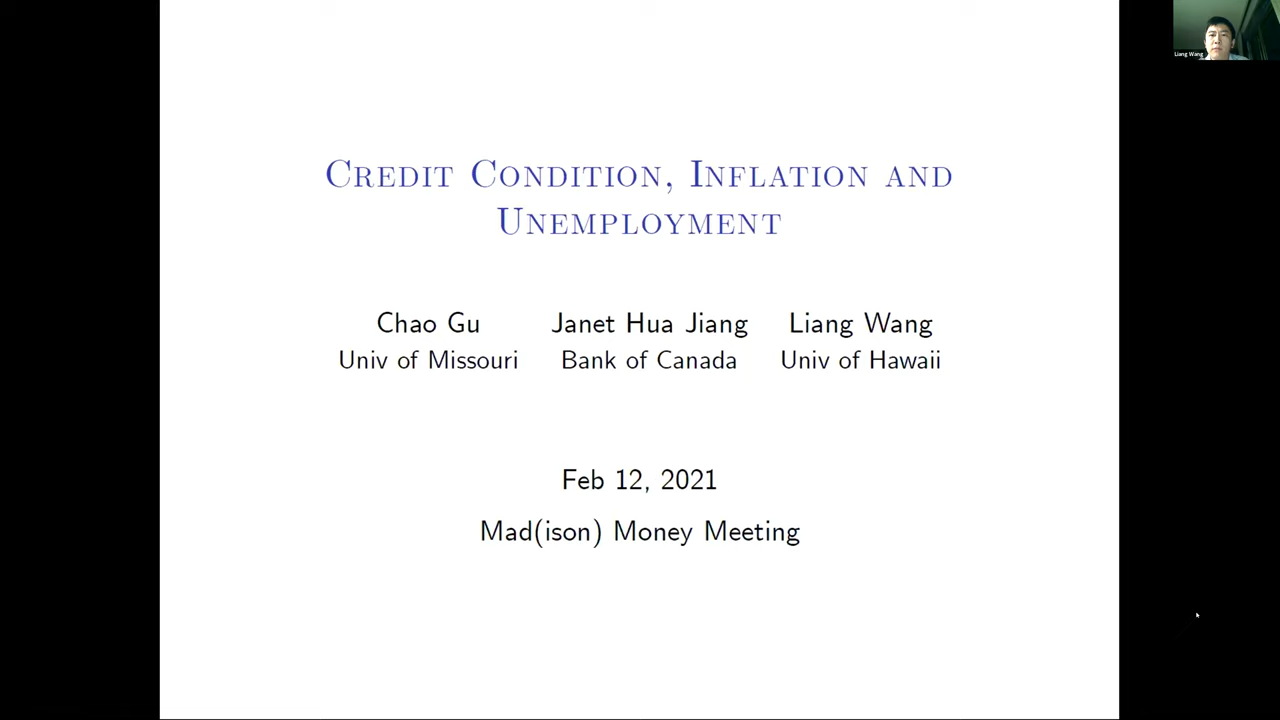 Liang Wang
CREDIT CONDITION, INFLATION AND
UNEMPLOYMENT
Chao Gu Janet Hua Jiang Liang Wang
Univ of Missouri Bank of Canada Univ of Hawaii
Feb 12, 2021
Mad(ison) Money Meeting